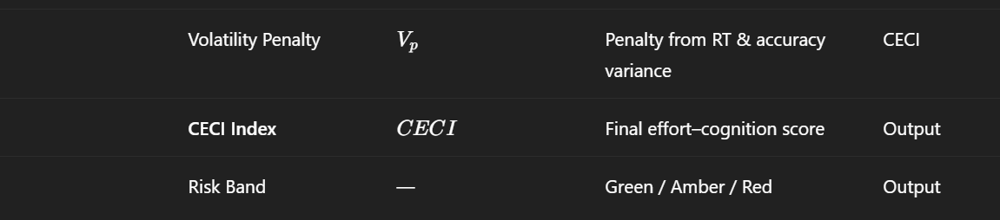 Volatility Penalty Vp Penalty from RT & accuracy CECI
variance
CECI Index CECI Final effort–cognition score Output
Risk Band — Green / Amber / Red Output